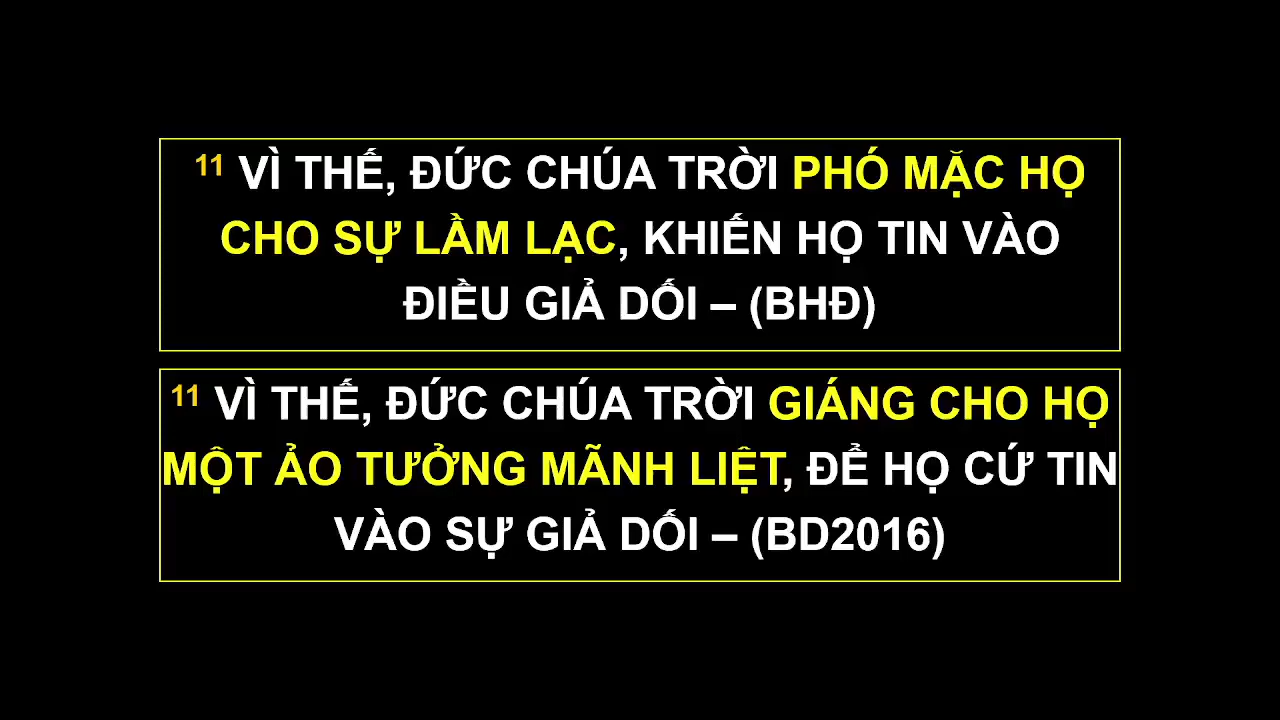 11 VÌ THẾ, ĐỨC CHÚA TRỜI PHÓ MẶC HỌ
CHO SỰ LẦM LẠC, KHIẾN HỌ TIN VÀO
ĐIỀU GIẢ DỐI – (BHĐ)
11 VÌ THẾ, ĐỨC CHÚA TRỜI GIÁNG CHO HỌ
MỘT ẢO TƯỞNG MÃNH LIỆT, ĐỂ HỌ CỨ TIN
VÀO SỰ GIẢ DỐI – (BD2016)